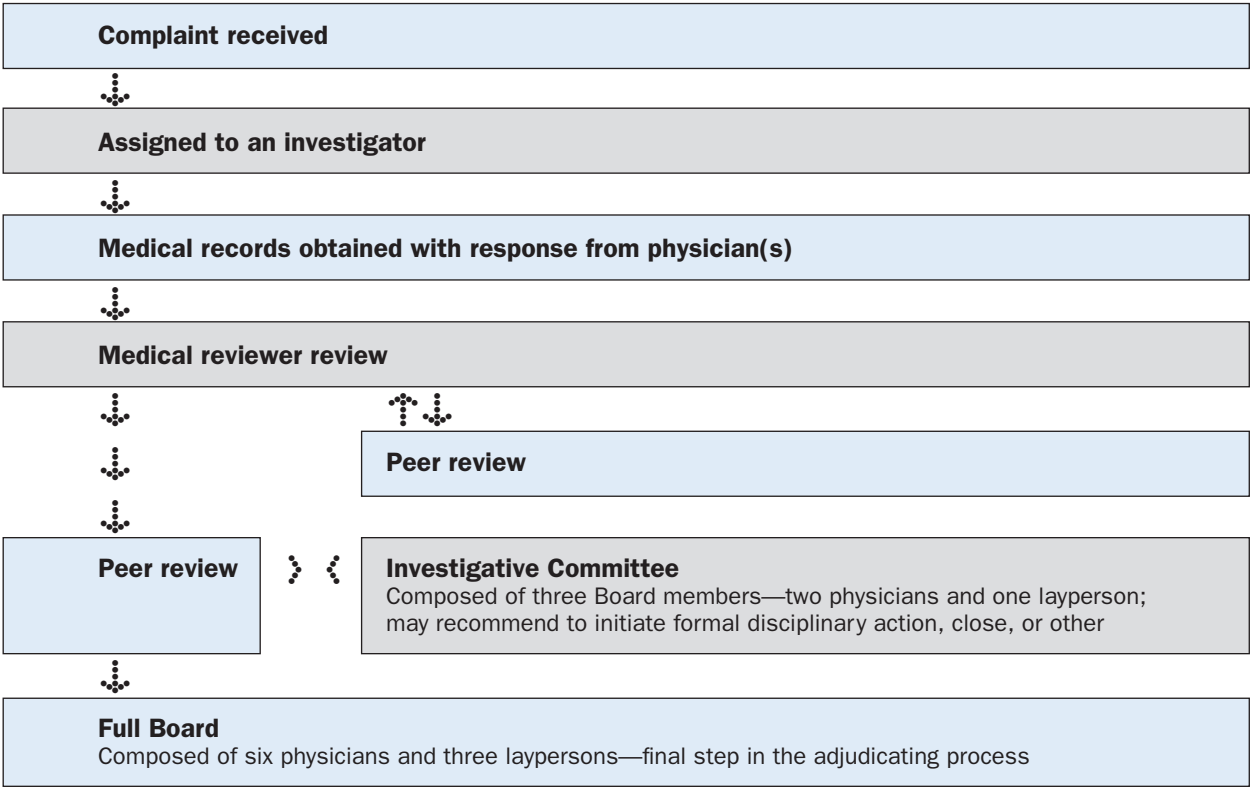 Complaint received
Assigned to an investigator
Medical records obtained with response from physician(s)
Medical reviewer review
Peer review
Peer review
Investigative Committee
Composed of three Board members—two physicians and one layperson;
may recommend to initiate formal disciplinary action, close, or other
Full Board
Composed of six physicians and three laypersons—final step in the adjudicating process